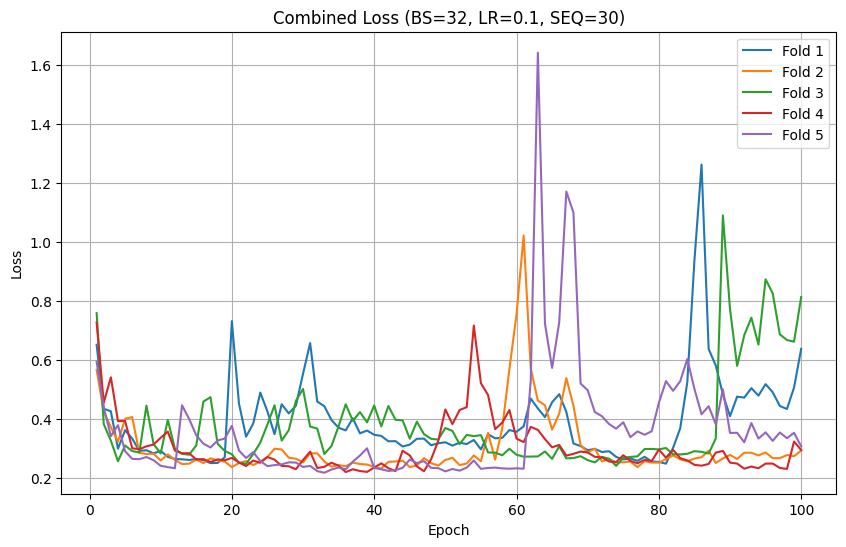 Combined Loss (BS=32, LR=0.1, SEQ=30)
Fold 1
Fold 2
Fold 3
Fold 4
Fold 5
1.6
1.4
1.2
1.0
0.8
0.6
0.4
0.2
Loss
0 20 40 60 80 100
Epoch